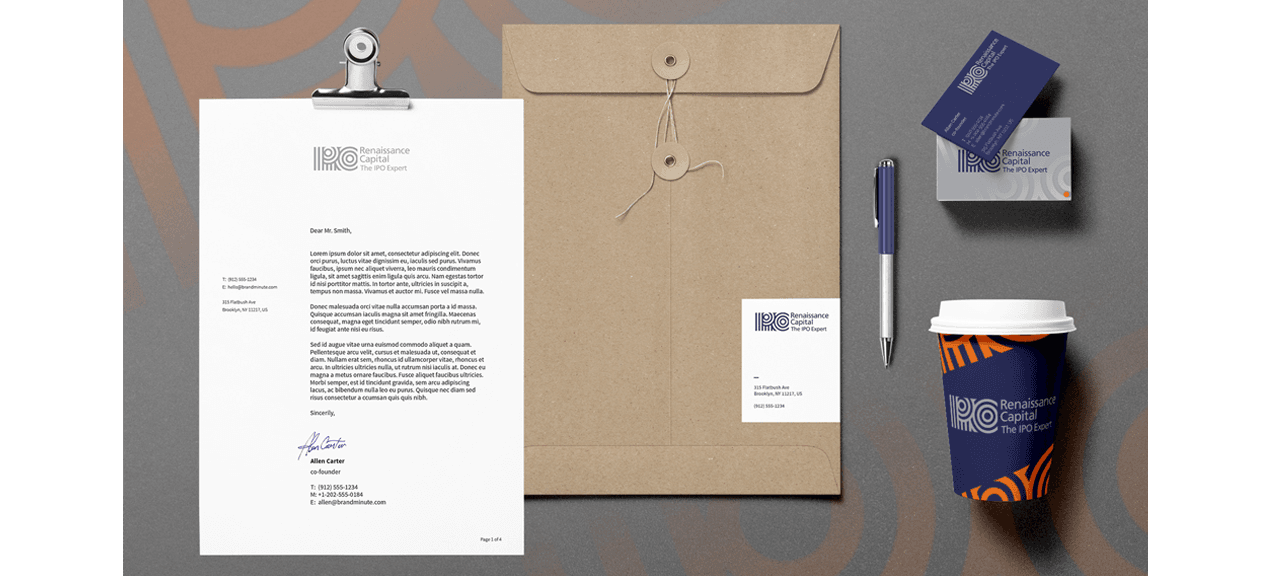 IPO
Renaissance
Capital
The IPO Expert
Dear Mr. Smith,
Lorem ipsum dolor sit amet, consectetur adipiscing elit. Donec
orci purus, luctus vitae dignissim eu, iaculis sed purus. Vivamus
faucibus, ipsum nec aliquet viverra, leo mauris condimentum
ligula, sit amet sagittis enim ligula quis arcu. Nam egestas tortor
id nisi porttitor mattis. In tortor ante, ultricies in suscipit a,
tempus non massa. Vivamus et auctor mi. Fusce vel massa nulla.
Donec malesuada orci vitae nulla accumsan porta a id massa.
Quisque accumsan iaculis magna sit amet fringilla. Maecenas
consequat, magna eget tincidunt semper, odio nibh rutrum mi,
id feugiat ante nisi eu risus.
Sed id augue vitae urna euismod commodo aliquet a quam.
Pellentesque arcu velit, cursus et malesuada ut, consequat et
diam. Nullam erat sem, rhoncus id ullamcorper vitae, rhoncus et
arcu. In ultricies ultricies nulla, ut rutrum nisi iaculis at. Donec eu
magna a metus ornare faucibus. Fusce aliquet faucibus ultricies.
Morbi semper, est id tincidunt gravida, sem arcu adipiscing
lacus, ac bibendum nulla leo eu purus. Quisque nec diam sed
risus consectetur a ccumsan quis quis nibh.
Sincerily,
Allen Carter
Allen Carter
co-founder
T: (912) 555-1234
M: +1-202-555-0184
E: allen@brandminute.com
Page 1 of 4
T: (912) 555-1234
E: hello@brandminute.com
315 Flatbush Ave
Brooklyn, NY 11217, US
IPO
Renaissance
Capital
The IPO Expert
315 Flatbush Ave
Brooklyn, NY 11217, US
(912) 555-1234
IPO
Renaissance
Capital
The IPO Expert
Allen Carter
co-founder
IPO
Renaissance
Capital
The IPO Expert
IPO
Renaissance
Capital
The IPO Expert